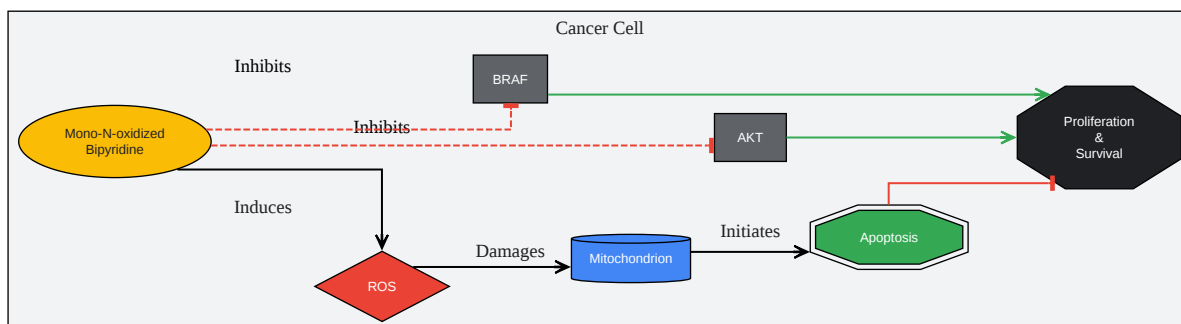 Cancer Cell
Inhibits
BRAF
Mono-N-oxidized
Bipyridine
Inhibits
AKT
Proliferation
&
Survival
Induces
ROS
Damages
Mitochondrion
Initiates
Apoptosis